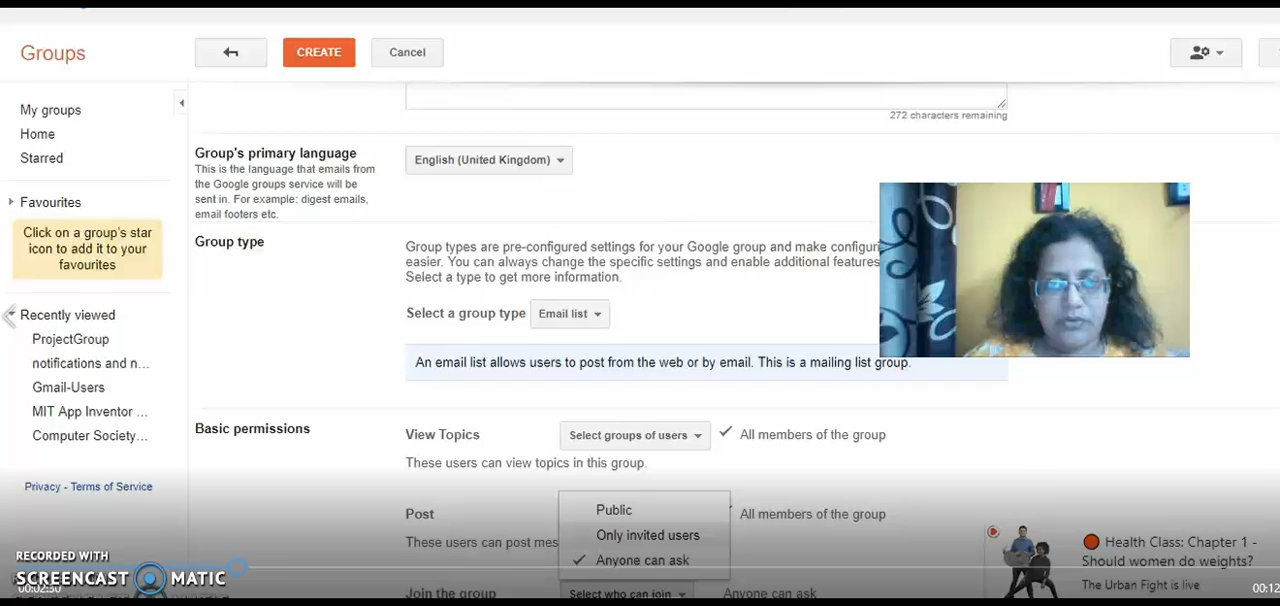 Groups
CREATE
Cancel
My groups
Home
Starred
Favourites
Click on a group's star
icon to add it to your
favourites
Recently viewed
ProjectGroup
notifications and n...
Gmail-Users
MIT App Inventor ...
Computer Society...
Privacy - Terms of Service
272 characters remaining
Group's primary language
This is the language that emails from
the Google groups service will be
sent in. For example: digest emails,
email footers etc.
English (United Kingdom)
Group type
Group types are pre-configured settings for your Google group and make
easier. You can always change the specific settings and enable additional features
Select a type to get more information.
Select a group type Email list
An email list allows users to post from the web or by email. This is a mailing list group.
Basic permissions
View Topics Select groups of users All members of the group
These users can view topics in this group.
Post All members of the group
These users can post
Public
Only invited users
Anyone can ask
Join the group Select who can join Anyone can ask
RECORDED WITH
SCREENCAST MATIC
00:02:30
Health Class: Chapter 1 -
Should women do weights?
The Urban Fight is live
00:12